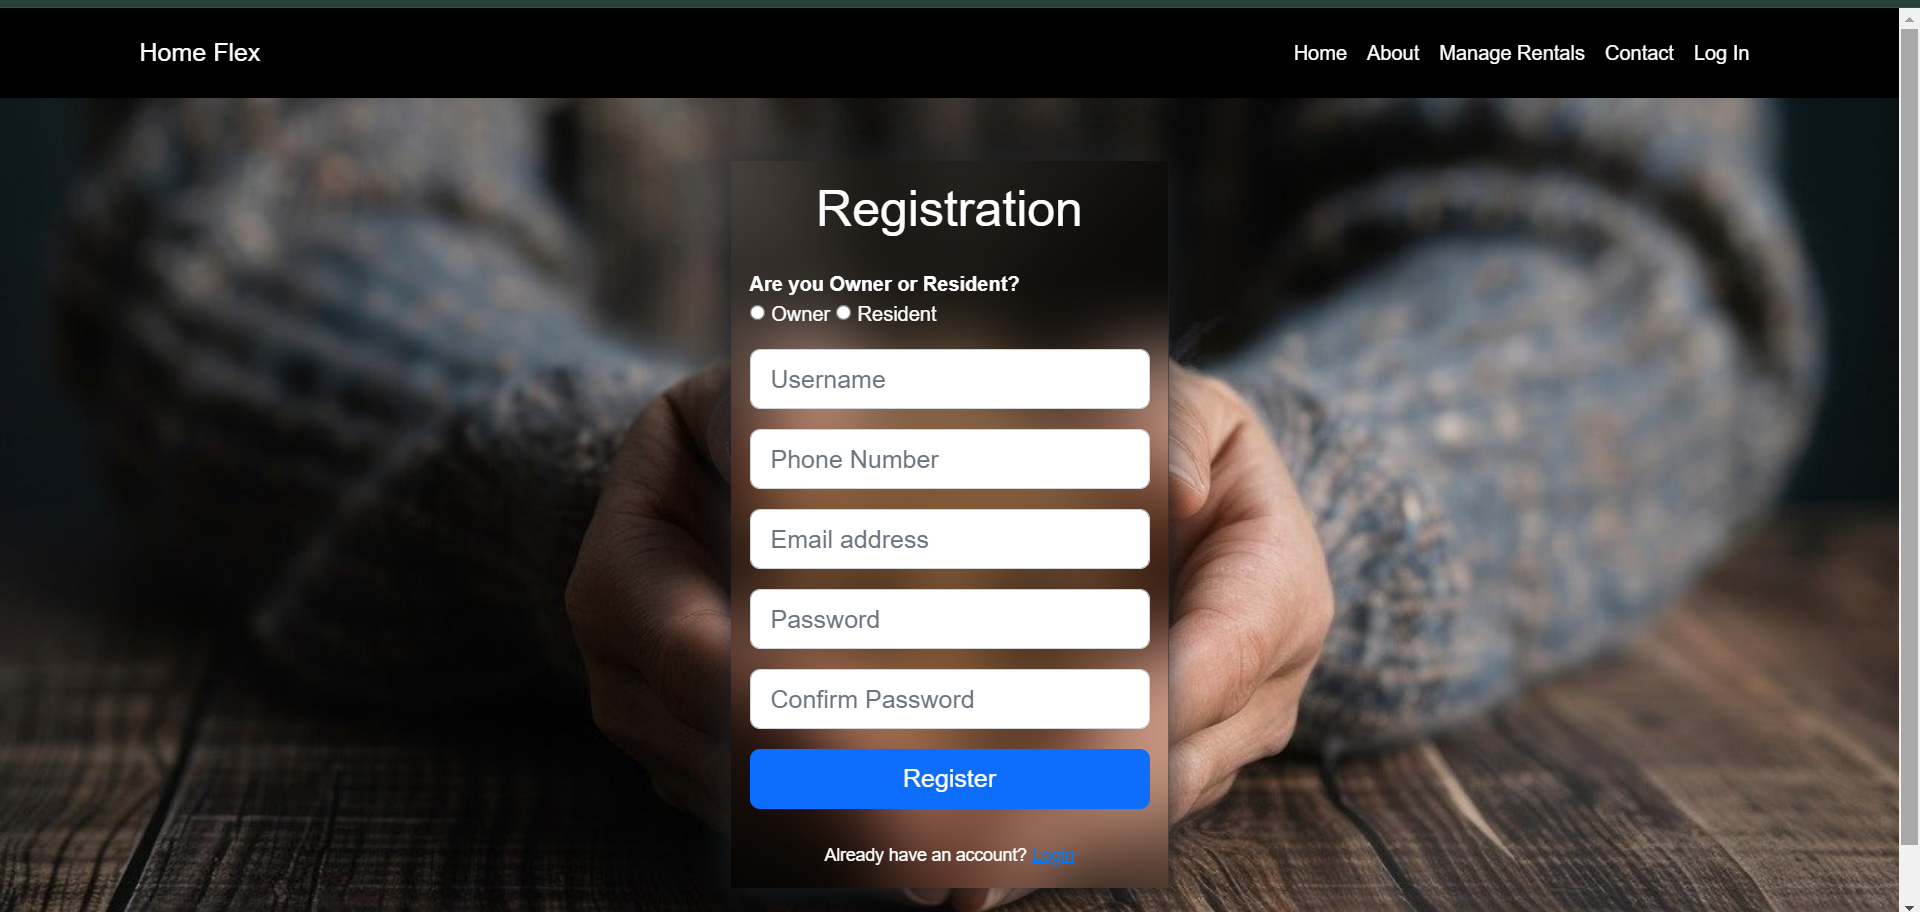 Home Flex
Home About Manage Rentals Contact Log In
Registration
Are you Owner or Resident?
Owner Resident
Username
Phone Number
Email address
Password
Confirm Password
Register
Already have an account? Login